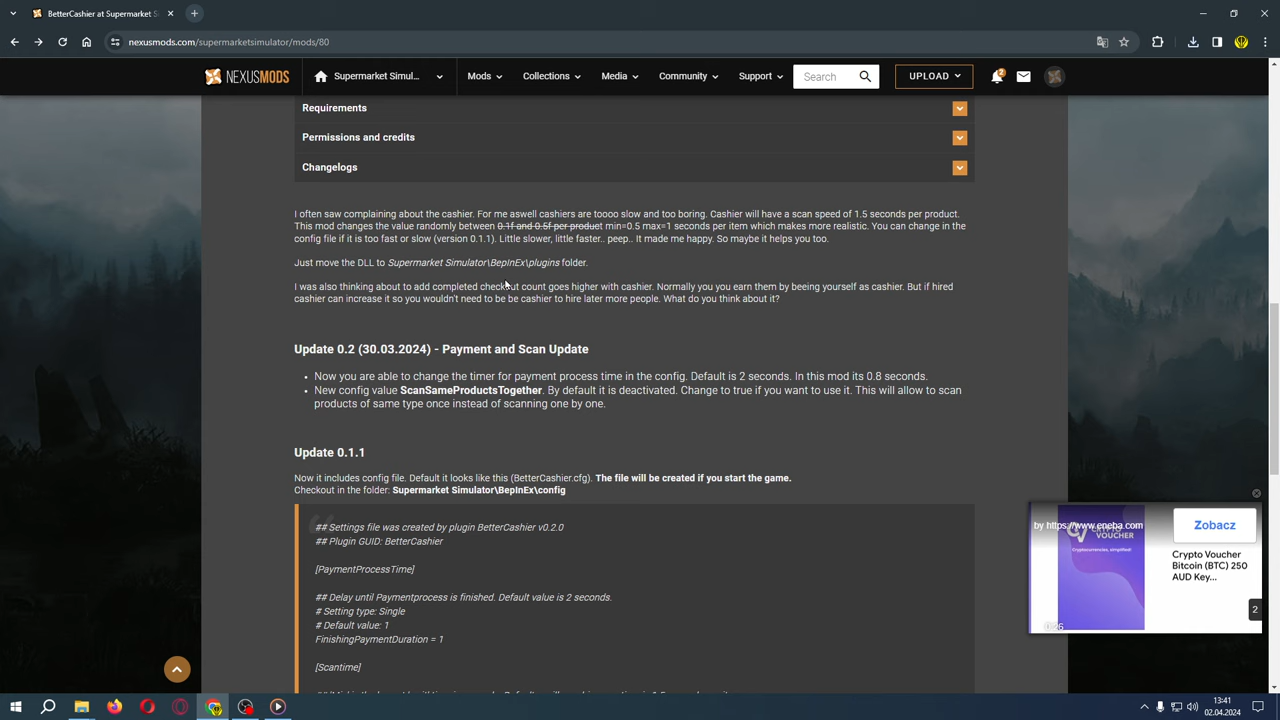 BetterCashier at Supermarket S
nexusmods.com/supermarketsimulator/mods/80
NEXUSMODS
Supermarket Simul...
Mods
Collections
Media
Community
Support
Search
UPLOAD
2
Requirements
Permissions and credits
Changelogs
I often saw complaining about the cashier. For me aswell cashiers are toooo slow and too boring. Cashier will have a scan speed of 1.5 seconds per product.
This mod changes the value randomly between 0.1f and 0.5f per product min=0.5 max=1 seconds per item which makes more realistic. You can change in the
config file if it is too fast or slow (version 0.1.1). Little slower, little faster.. peep.. It made me happy. So maybe it helps you too.
Just move the DLL to Supermarket Simulator\BepInEx\plugins folder.
I was also thinking about to add completed checkout count goes higher with cashier. Normally you you earn them by beeing yourself as cashier. But if hired
cashier can increase it so you wouldn't need to be be cashier to hire later more people. What do you think about it?
Update 0.2 (30.03.2024) - Payment and Scan Update
• Now you are able to change the timer for payment process time in the config. Default is 2 seconds. In this mod its 0.8 seconds.
• New config value ScanSameProductsTogether. By default it is deactivated. Change to true if you want to use it. This will allow to scan
products of same type once instead of scanning one by one.
Update 0.1.1
Now it includes config file. Default it looks like this (BetterCashier.cfg). The file will be created if you start the game.
Checkout in the folder: Supermarket Simulator\BepInEx\config
## Settings file was created by plugin BetterCashier v0.2.0
## Plugin GUID: BetterCashier
[PaymentProcessTime]
## Delay until Paymentprocess is finished. Default value is 2 seconds.
# Setting type: Single
# Default value: 1
FinishingPaymentDuration = 1
[Scantime]
by https://www.eneba.com
CRYPTO
VOUCHER
Cryptocurrencies, simplified!
Zobacz
Crypto Voucher
Bitcoin (BTC) 250
AUD Key...
0:26
2
13:41
02.04.2024